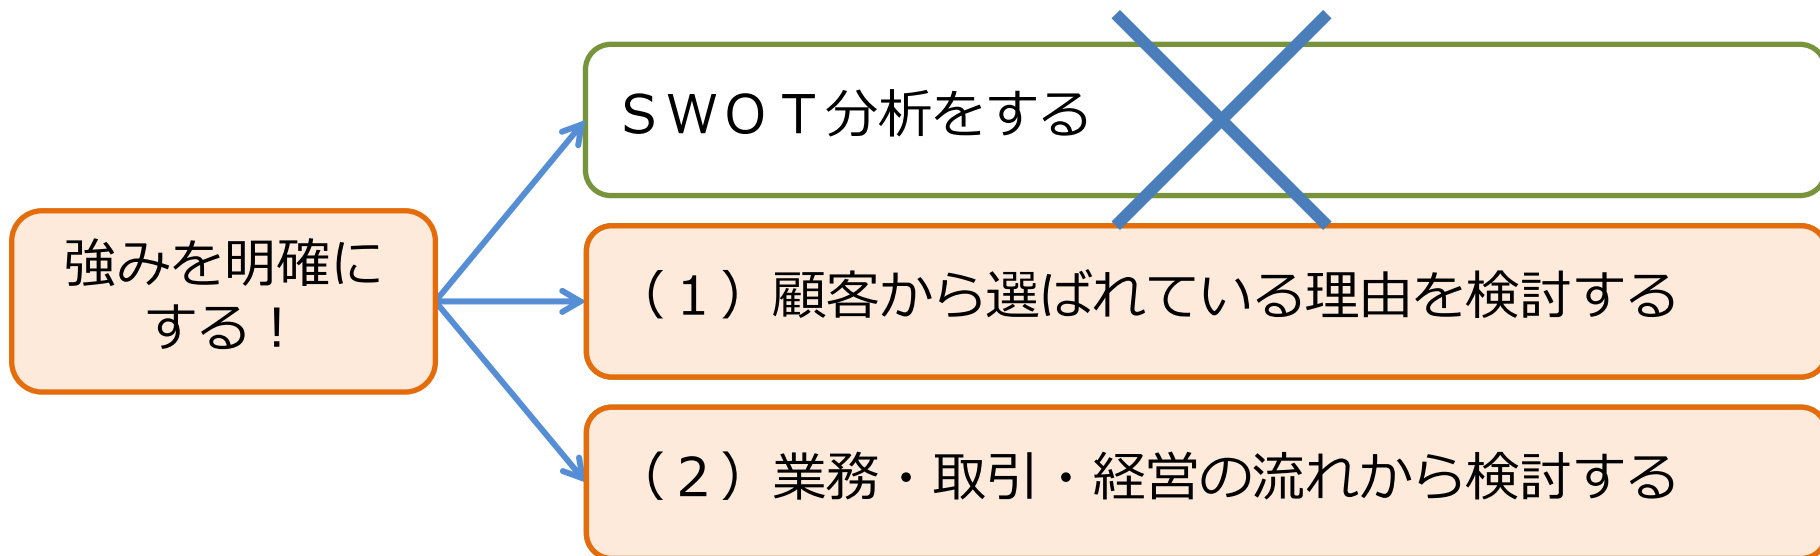 強みを明確に
する！
ＳＷＯＴ分析をする
（１）顧客から選ばれている理由を検討する
（２）業務・取引・経営の流れから検討する